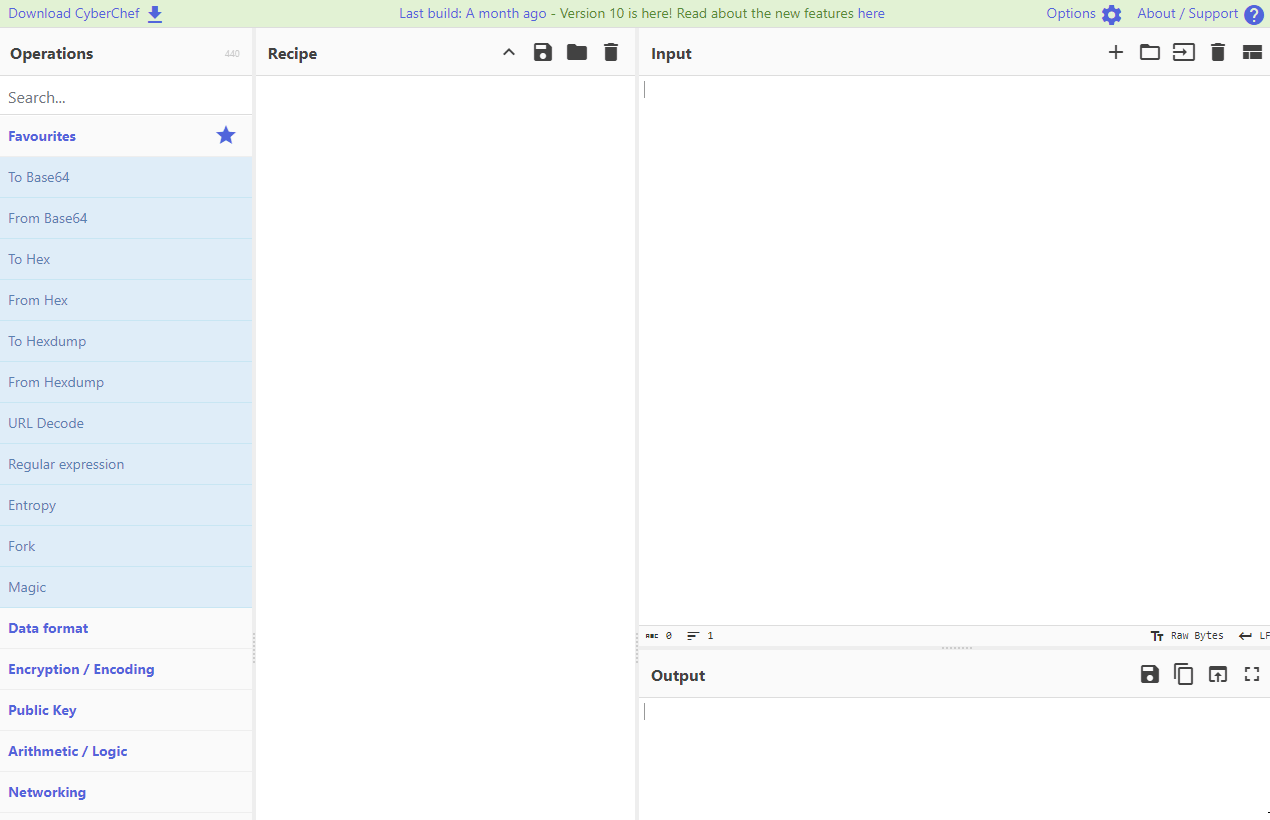 Download CyberChef
Last build: A month ago - Version 10 is here! Read about the new features here
Options
About / Support
Operations
440
Recipe
Input
Search...
Favourites
To Base64
From Base64
To Hex
From Hex
To Hexdump
From Hexdump
URL Decode
Regular expression
Entropy
Fork
Magic
Data format
Encryption / Encoding
Public Key
Arithmetic / Logic
Networking
ABC 0 1
Raw Bytes LF
Output